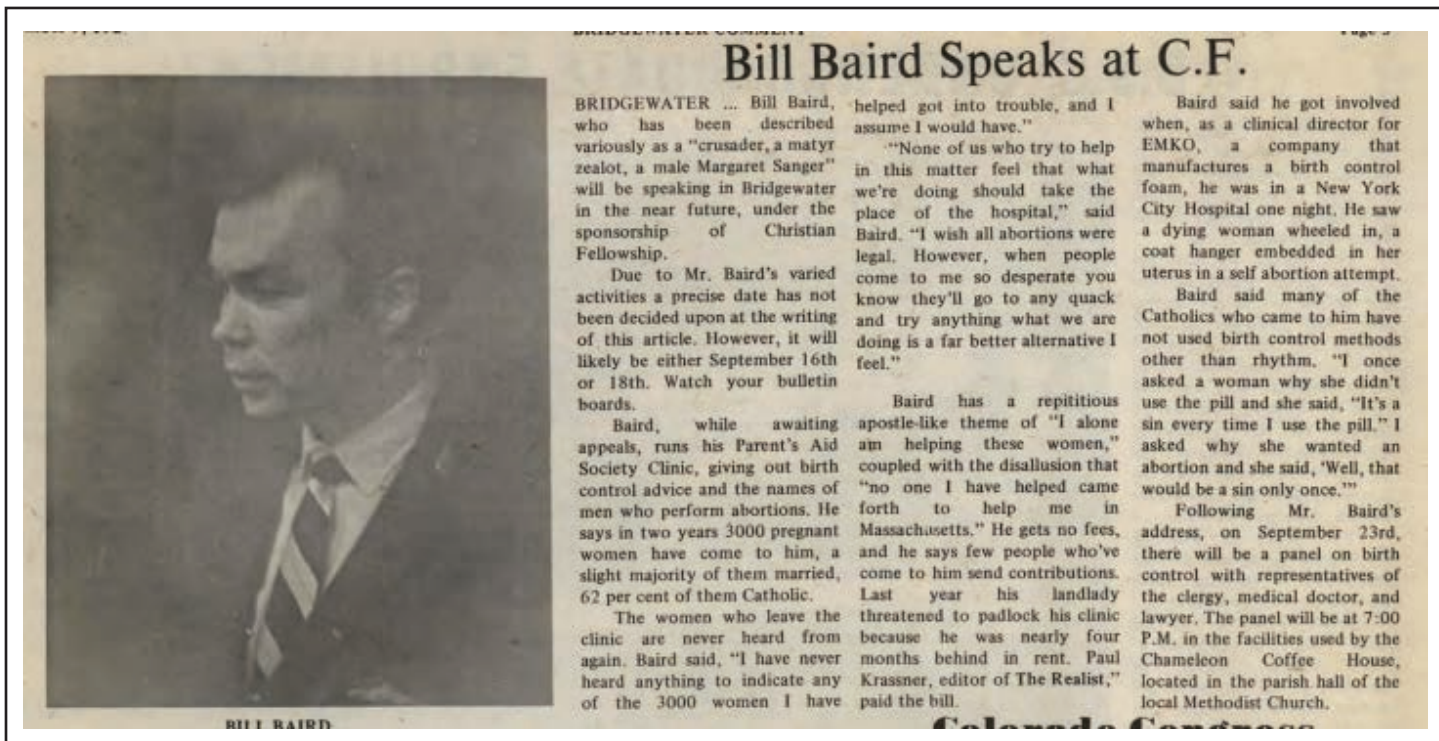 BRIDGEWATER COMMENT
Page 5
Bill Baird Speaks at C.F.
BRIDGEWATER ... Bill Baird,
who has been described
variously as a "crusader, a matyr
zealot, a male Margaret Sanger"
will be speaking in Bridgewater
in the near future, under the
sponsorship of Christian
Fellowship.
Due to Mr. Baird's varied
activities a precise date has not
been decided upon at the writing
of this article. However, it will
likely be either September 16th
or 18th. Watch your bulletin
boards.
Baird, while awaiting
appeals, runs his Parent's Aid
Society Clinic, giving out birth
control advice and the names of
men who perform abortions. He
says in two years 3000 pregnant
women have come to him, a
slight majority of them married,
62 per cent of them Catholic.
The women who leave the
clinic are never heard from
again. Baird said, "I have never
heard anything to indicate any
of the 3000 women I have
helped got into trouble, and I
assume I would have."
"None of us who try to help
in this matter feel that what
we're doing should take the
place of the hospital," said
Baird. "I wish all abortions were
legal. However, when people
come to me so desperate you
know they'll go to any quack
and try anything what we are
doing is a far better alternative I
feel."
Baird has a repititious
apostle-like theme of "I alone
am helping these women,"
coupled with the disallusion that
"no one I have helped came
forth to help me in
Massachusetts." He gets no fees,
and he says few people who've
come to him send contributions.
Last year his landlady
threatened to padlock his clinic
because he was nearly four
months behind in rent. Paul
Krassner, editor of The Realist,"
paid the bill.
Baird said he got involved
when, as a clinical director for
EMKO, a company that
manufactures a birth control
foam, he was in a New York
City Hospital one night. He saw
a dying woman wheeled in, a
coat hanger embedded in her
uterus in a self abortion attempt.
Baird said many of the
Catholics who came to him have
not used birth control methods
other than rhythm. "I once
asked a woman why she didn't
use the pill and she said, "It's a
sin every time I use the pill." I
asked why she wanted an
abortion and she said, 'Well, that
would be a sin only once.'"
Following Mr. Baird's
address, on September 23rd,
there will be a panel on birth
control with representatives of
the clergy, medical doctor, and
lawyer. The panel will be at 7:00
P.M. in the facilities used by the
Chameleon Coffee House,
located in the parish hall of the
local Methodist Church.
BILL BAIRD
Colorado Congress